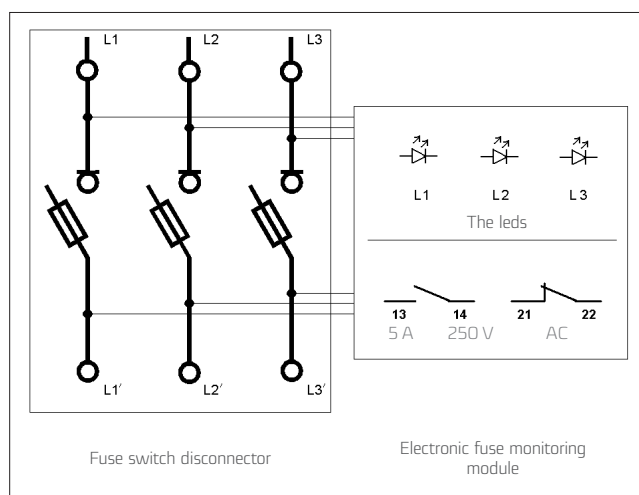 L1 L2 L3
L1 L2 L3
The leds
13 14 21 22
5 A 250 V AC
L1′ L2′ L3′
Fuse switch disconnector
Electronic fuse monitoring
module